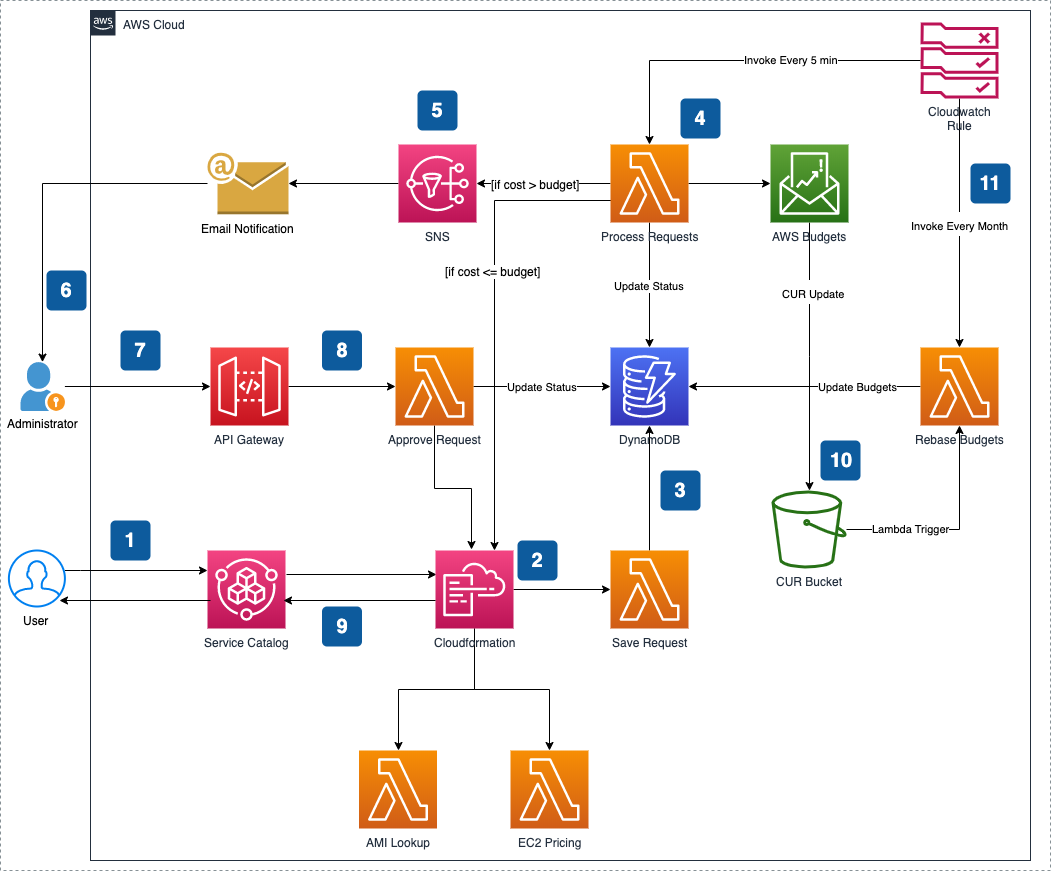 aws
AWS Cloud
Invoke Every 5 min
Cloudwatch
Rule
5
4
11
@
[if cost > budget]
Email Notification
SNS
Process Requests
AWS Budgets
Invoke Every Month
[if cost <= budget]
6
Update Status
CUR Update
7
8
</>
Update Status
Update Budgets
Administrator
API Gateway
Approve Request
DynamoDB
Rebase Budgets
10
3
Lambda Trigger
1
2
CUR Bucket
User
9
Service Catalog
Cloudformation
Save Request
AMI Lookup
EC2 Pricing